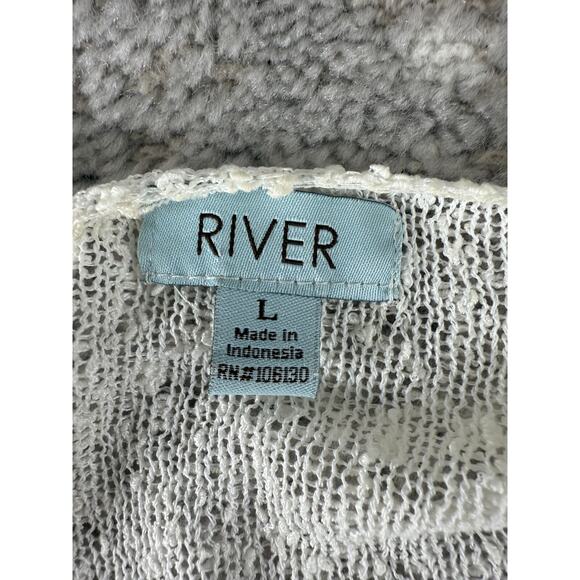 RIVER
L
Made in
Indonesia
RN#106130